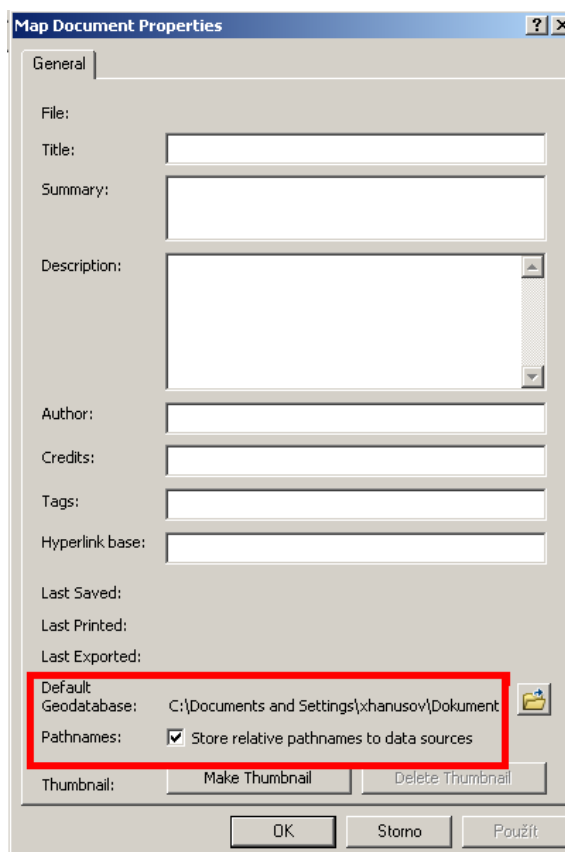 Map Document Properties
General
File:
Title:
Summary:
Description:
Author:
Credits:
Tags:
Hyperlink base:
Last Saved:
Last Printed:
Last Exported:
Default
Geodatabase: C:\Documents and Settings\xhanusov\Dokument
Pathnames: Store relative pathnames to data sources
Thumbnail: Make Thumbnail Delete Thumbnail
OK Storno Použít